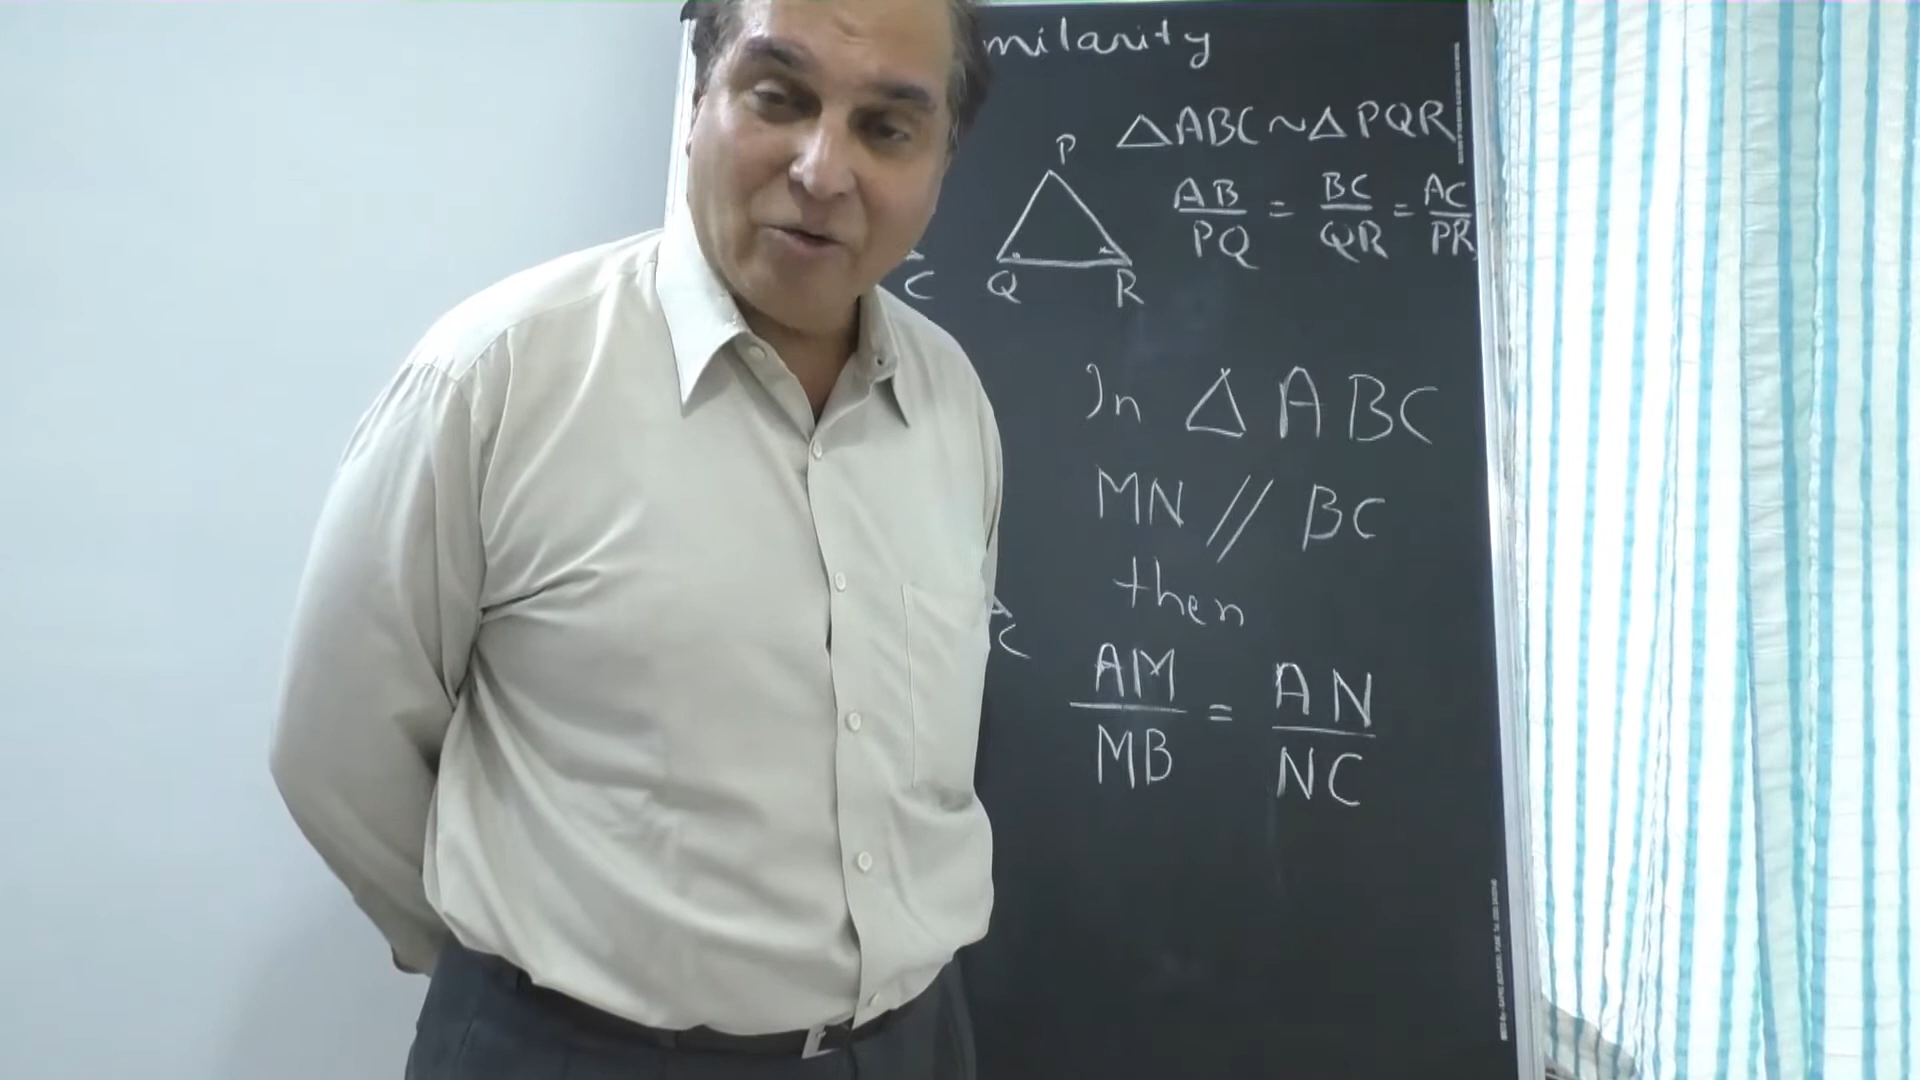 milarity
△ABC ~ △PQR
P
AB/PQ = BC/QR = AC/PR
C Q R
In △ABC
MN // BC
then
C
AM/MB = AN/NC